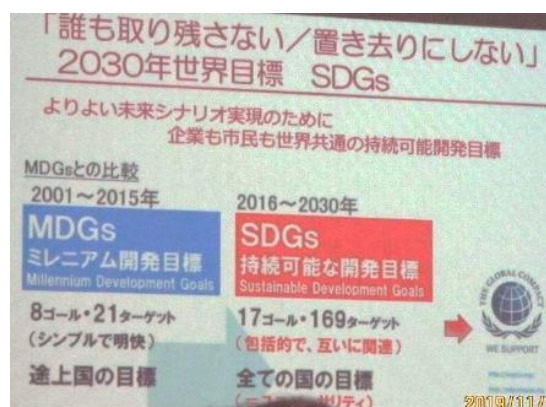 「誰も取り残さない／置き去りにしない」
2030年世界目標 SDGs
よりよい未来シナリオ実現のために
企業も市民も世界共通の持続可能開発目標
MDGsとの比較
2001～2015年
MDGs
ミレニアム開発目標
Millennium Development Goals
8ゴール・21ターゲット
（シンプルで明快）
途上国の目標
2016～2030年
SDGs
持続可能な開発目標
Sustainable Development Goals
17ゴール・169ターゲット
（包括的で、互いに関連）
全ての国の目標
THE GLOBAL COMPACT
WE SUPPORT
2019/11/